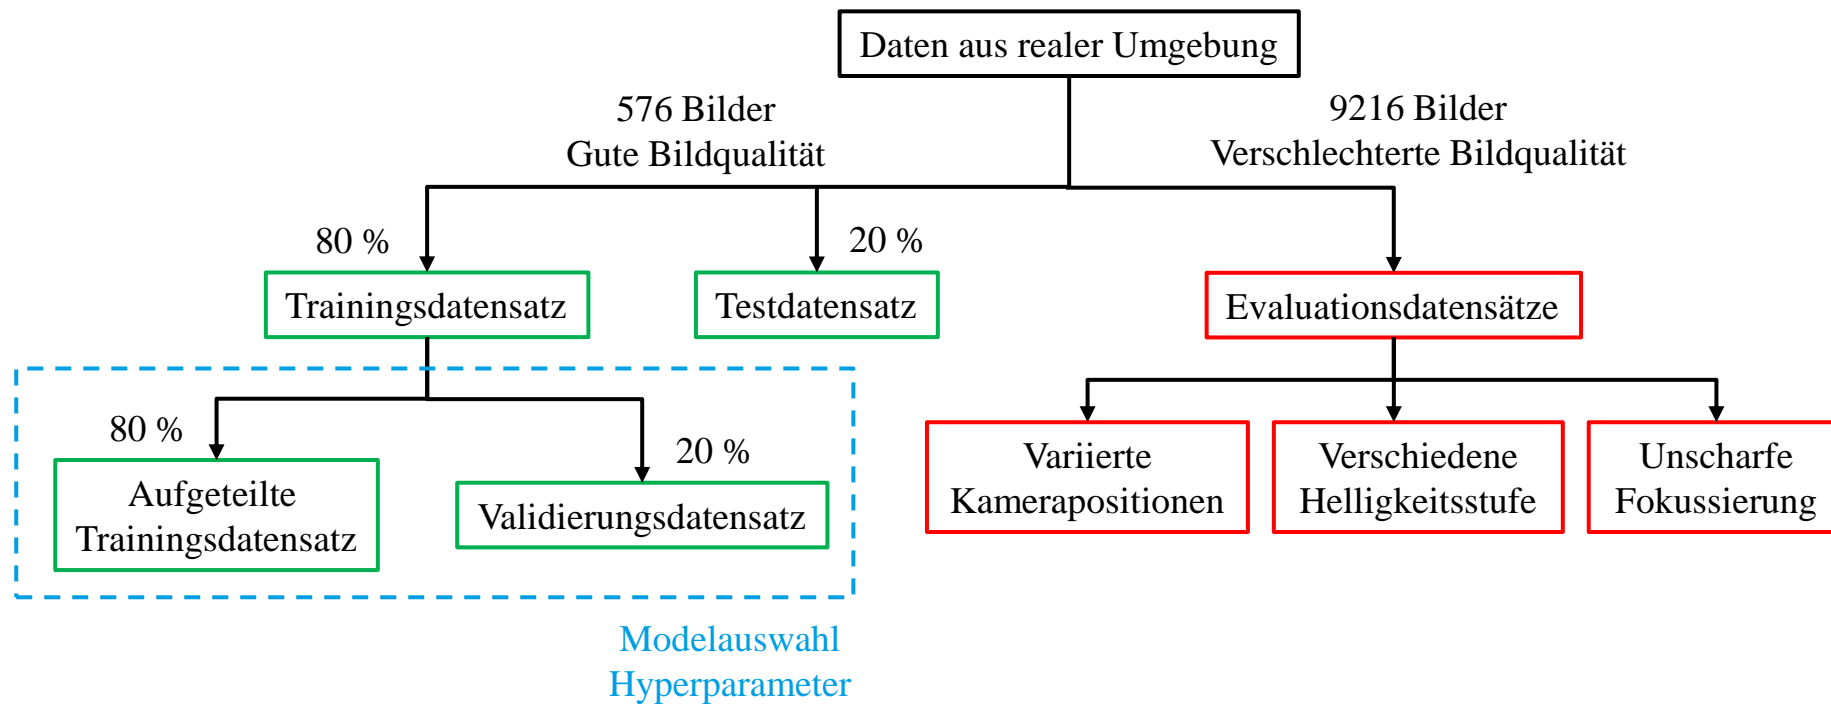 Daten aus realer Umgebung
576 Bilder
Gute Bildqualität
9216 Bilder
Verschlechterte Bildqualität
80 %
20 %
Trainingsdatensatz
Testdatensatz
Evaluationsdatensätze
80 %
20 %
Aufgeteilte
Trainingsdatensatz
Validierungsdatensatz
Variierte
Kamerapositionen
Verschiedene
Helligkeitsstufe
Unscharfe
Fokussierung
Modelauswahl
Hyperparameter